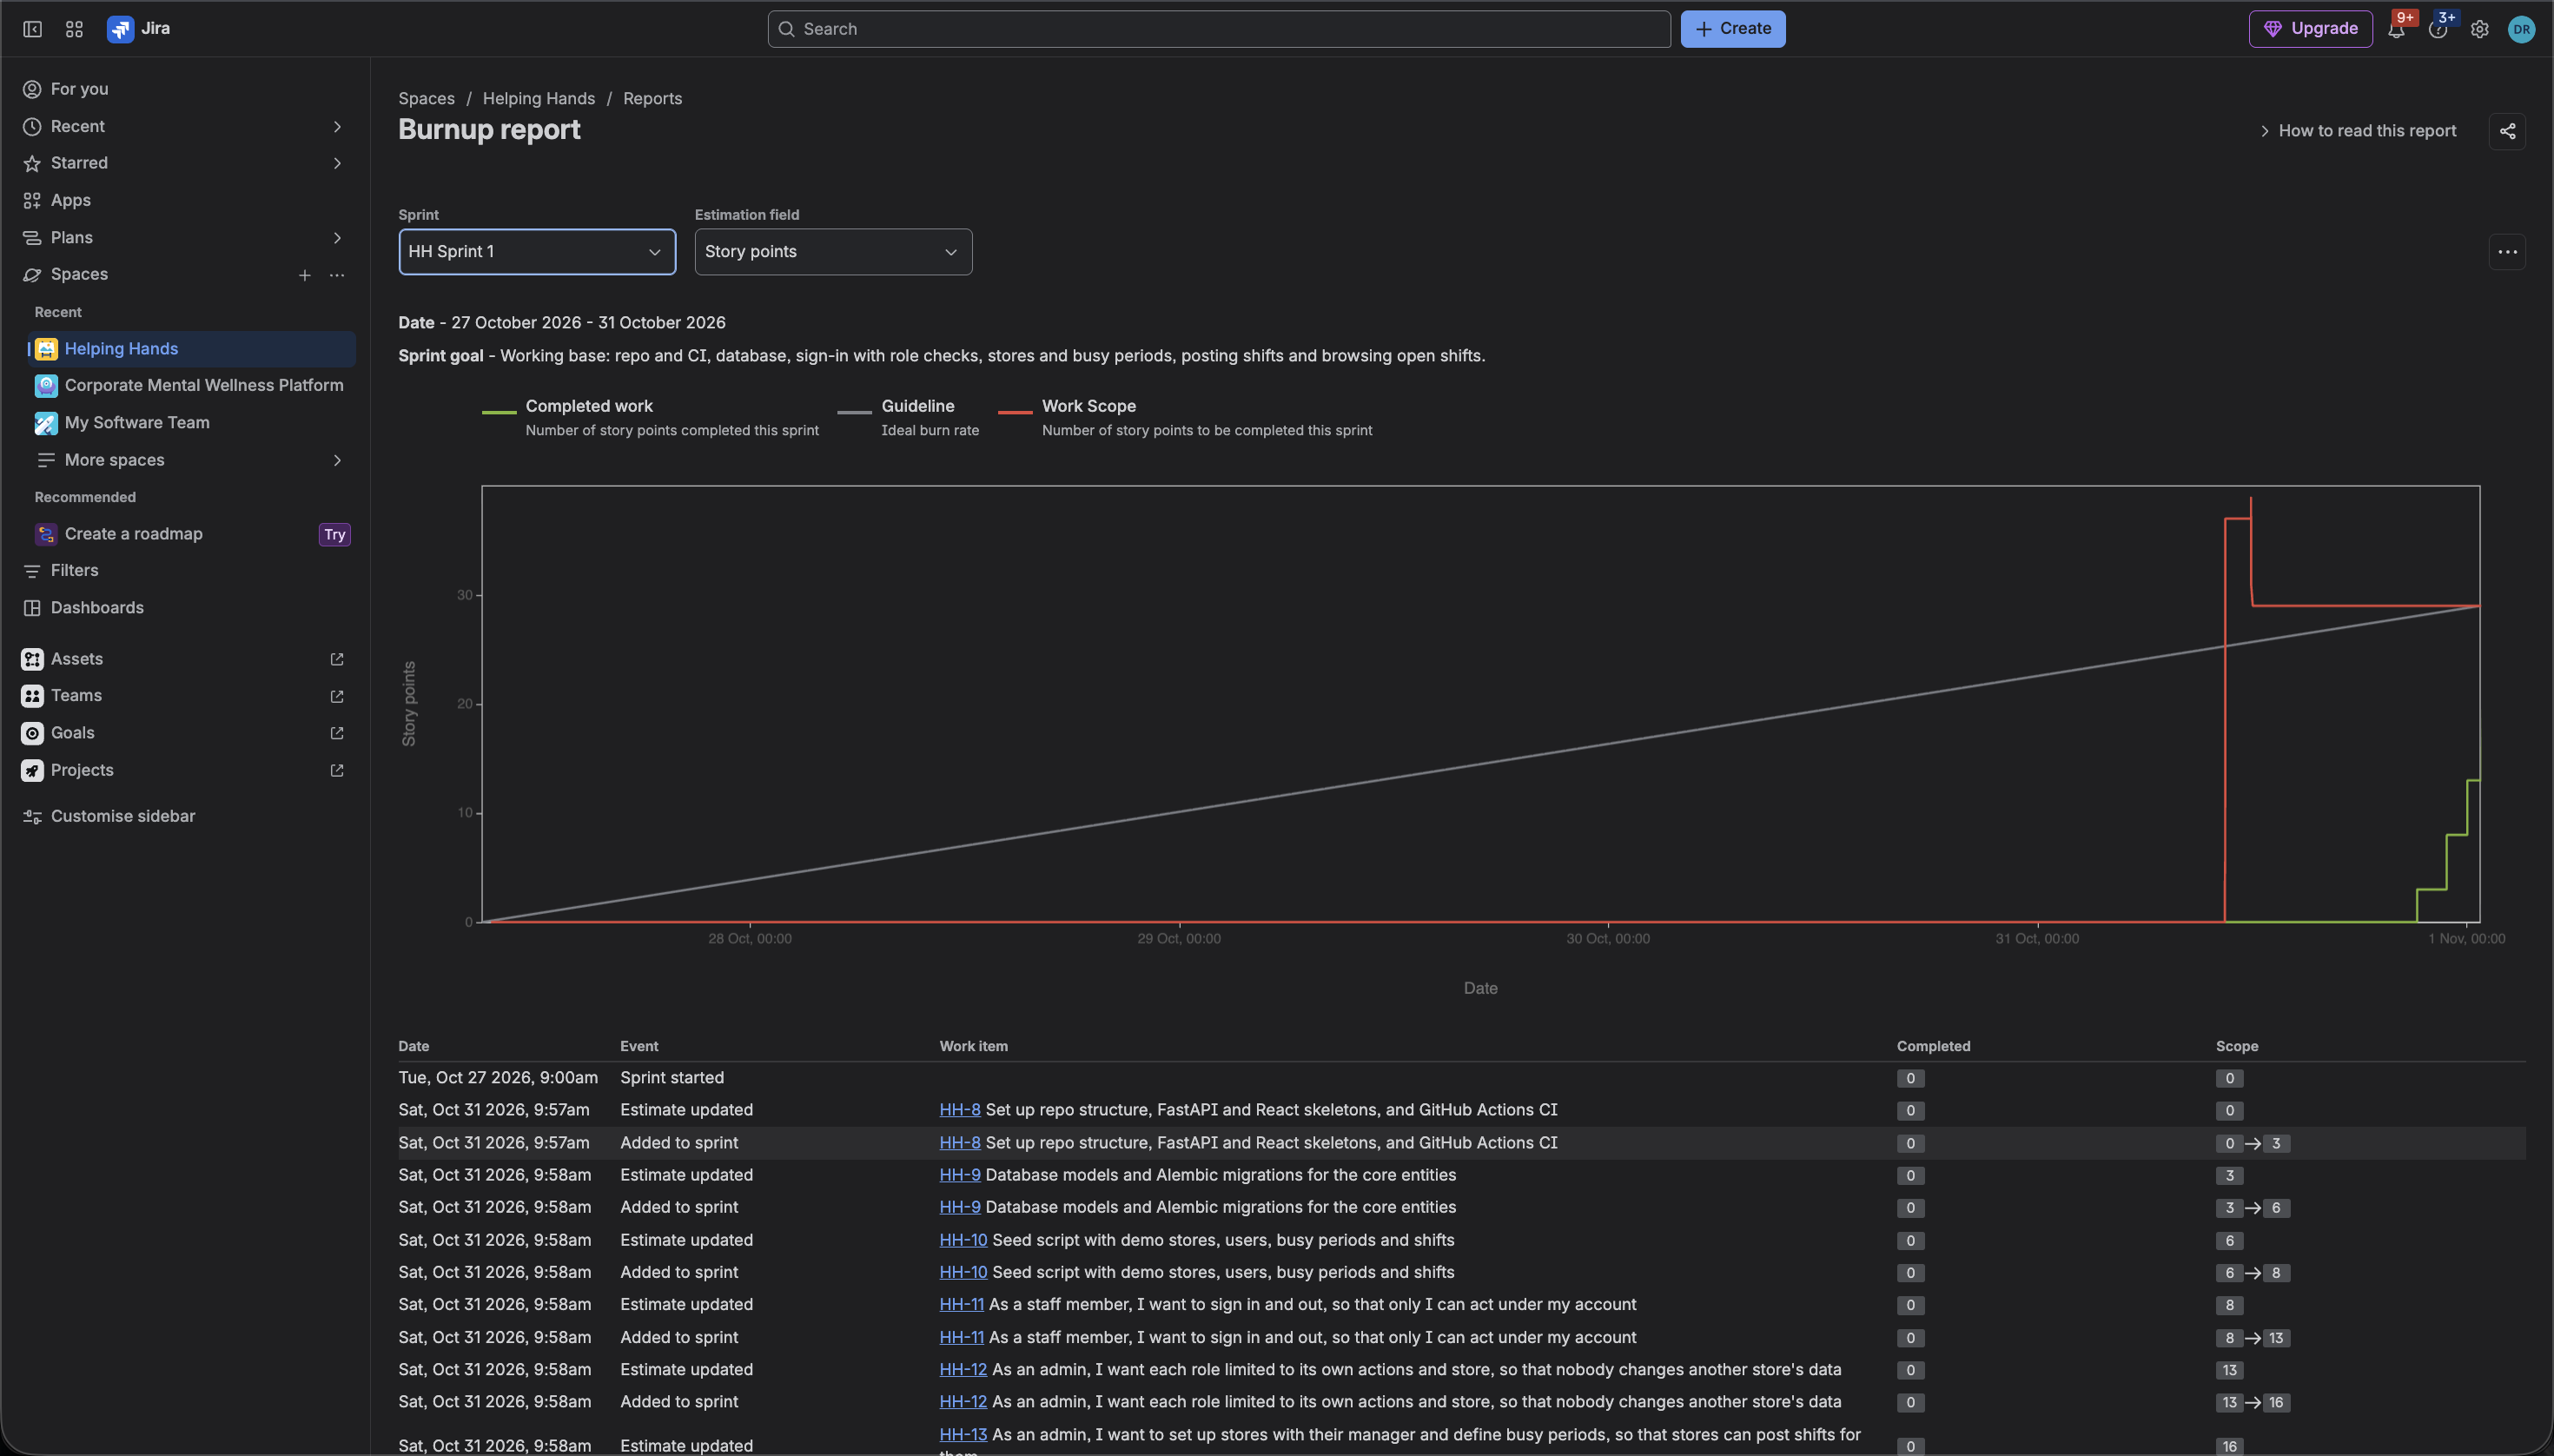 Jira
Search
Create
Upgrade
9+
3+
DR
For you
Recent
Starred
Apps
Plans
Spaces
Recent
Helping Hands
Corporate Mental Wellness Platform
My Software Team
More spaces
Recommended
Create a roadmap
Try
Filters
Dashboards
Assets
Teams
Goals
Projects
Customise sidebar
Spaces / Helping Hands / Reports
Burnup report
How to read this report
Sprint
Estimation field
HH Sprint 1
Story points
Date - 27 October 2026 - 31 October 2026
Sprint goal - Working base: repo and CI, database, sign-in with role checks, stores and busy periods, posting shifts and browsing open shifts.
Completed work
Number of story points completed this sprint
Guideline
Ideal burn rate
Work Scope
Number of story points to be completed this sprint
Story points
30
20
10
0
28 Oct, 00:00
29 Oct, 00:00
30 Oct, 00:00
31 Oct, 00:00
1 Nov, 00:00
Date
Date Event Work item Completed Scope
Tue, Oct 27 2026, 9:00am Sprint started 0 0
Sat, Oct 31 2026, 9:57am Estimate updated HH-8 Set up repo structure, FastAPI and React skeletons, and GitHub Actions CI 0 0
Sat, Oct 31 2026, 9:57am Added to sprint HH-8 Set up repo structure, FastAPI and React skeletons, and GitHub Actions CI 0 0 → 3
Sat, Oct 31 2026, 9:58am Estimate updated HH-9 Database models and Alembic migrations for the core entities 0 3
Sat, Oct 31 2026, 9:58am Added to sprint HH-9 Database models and Alembic migrations for the core entities 0 3 → 6
Sat, Oct 31 2026, 9:58am Estimate updated HH-10 Seed script with demo stores, users, busy periods and shifts 0 6
Sat, Oct 31 2026, 9:58am Added to sprint HH-10 Seed script with demo stores, users, busy periods and shifts 0 6 → 8
Sat, Oct 31 2026, 9:58am Estimate updated HH-11 As a staff member, I want to sign in and out, so that only I can act under my account 0 8
Sat, Oct 31 2026, 9:58am Added to sprint HH-11 As a staff member, I want to sign in and out, so that only I can act under my account 0 8 → 13
Sat, Oct 31 2026, 9:58am Estimate updated HH-12 As an admin, I want each role limited to its own actions and store, so that nobody changes another store's data 0 13
Sat, Oct 31 2026, 9:58am Added to sprint HH-12 As an admin, I want each role limited to its own actions and store, so that nobody changes another store's data 0 13 → 16
Sat, Oct 31 2026, 9:58am Estimate updated HH-13 As an admin, I want to set up stores with their manager and define busy periods, so that stores can post shifts for 0 16